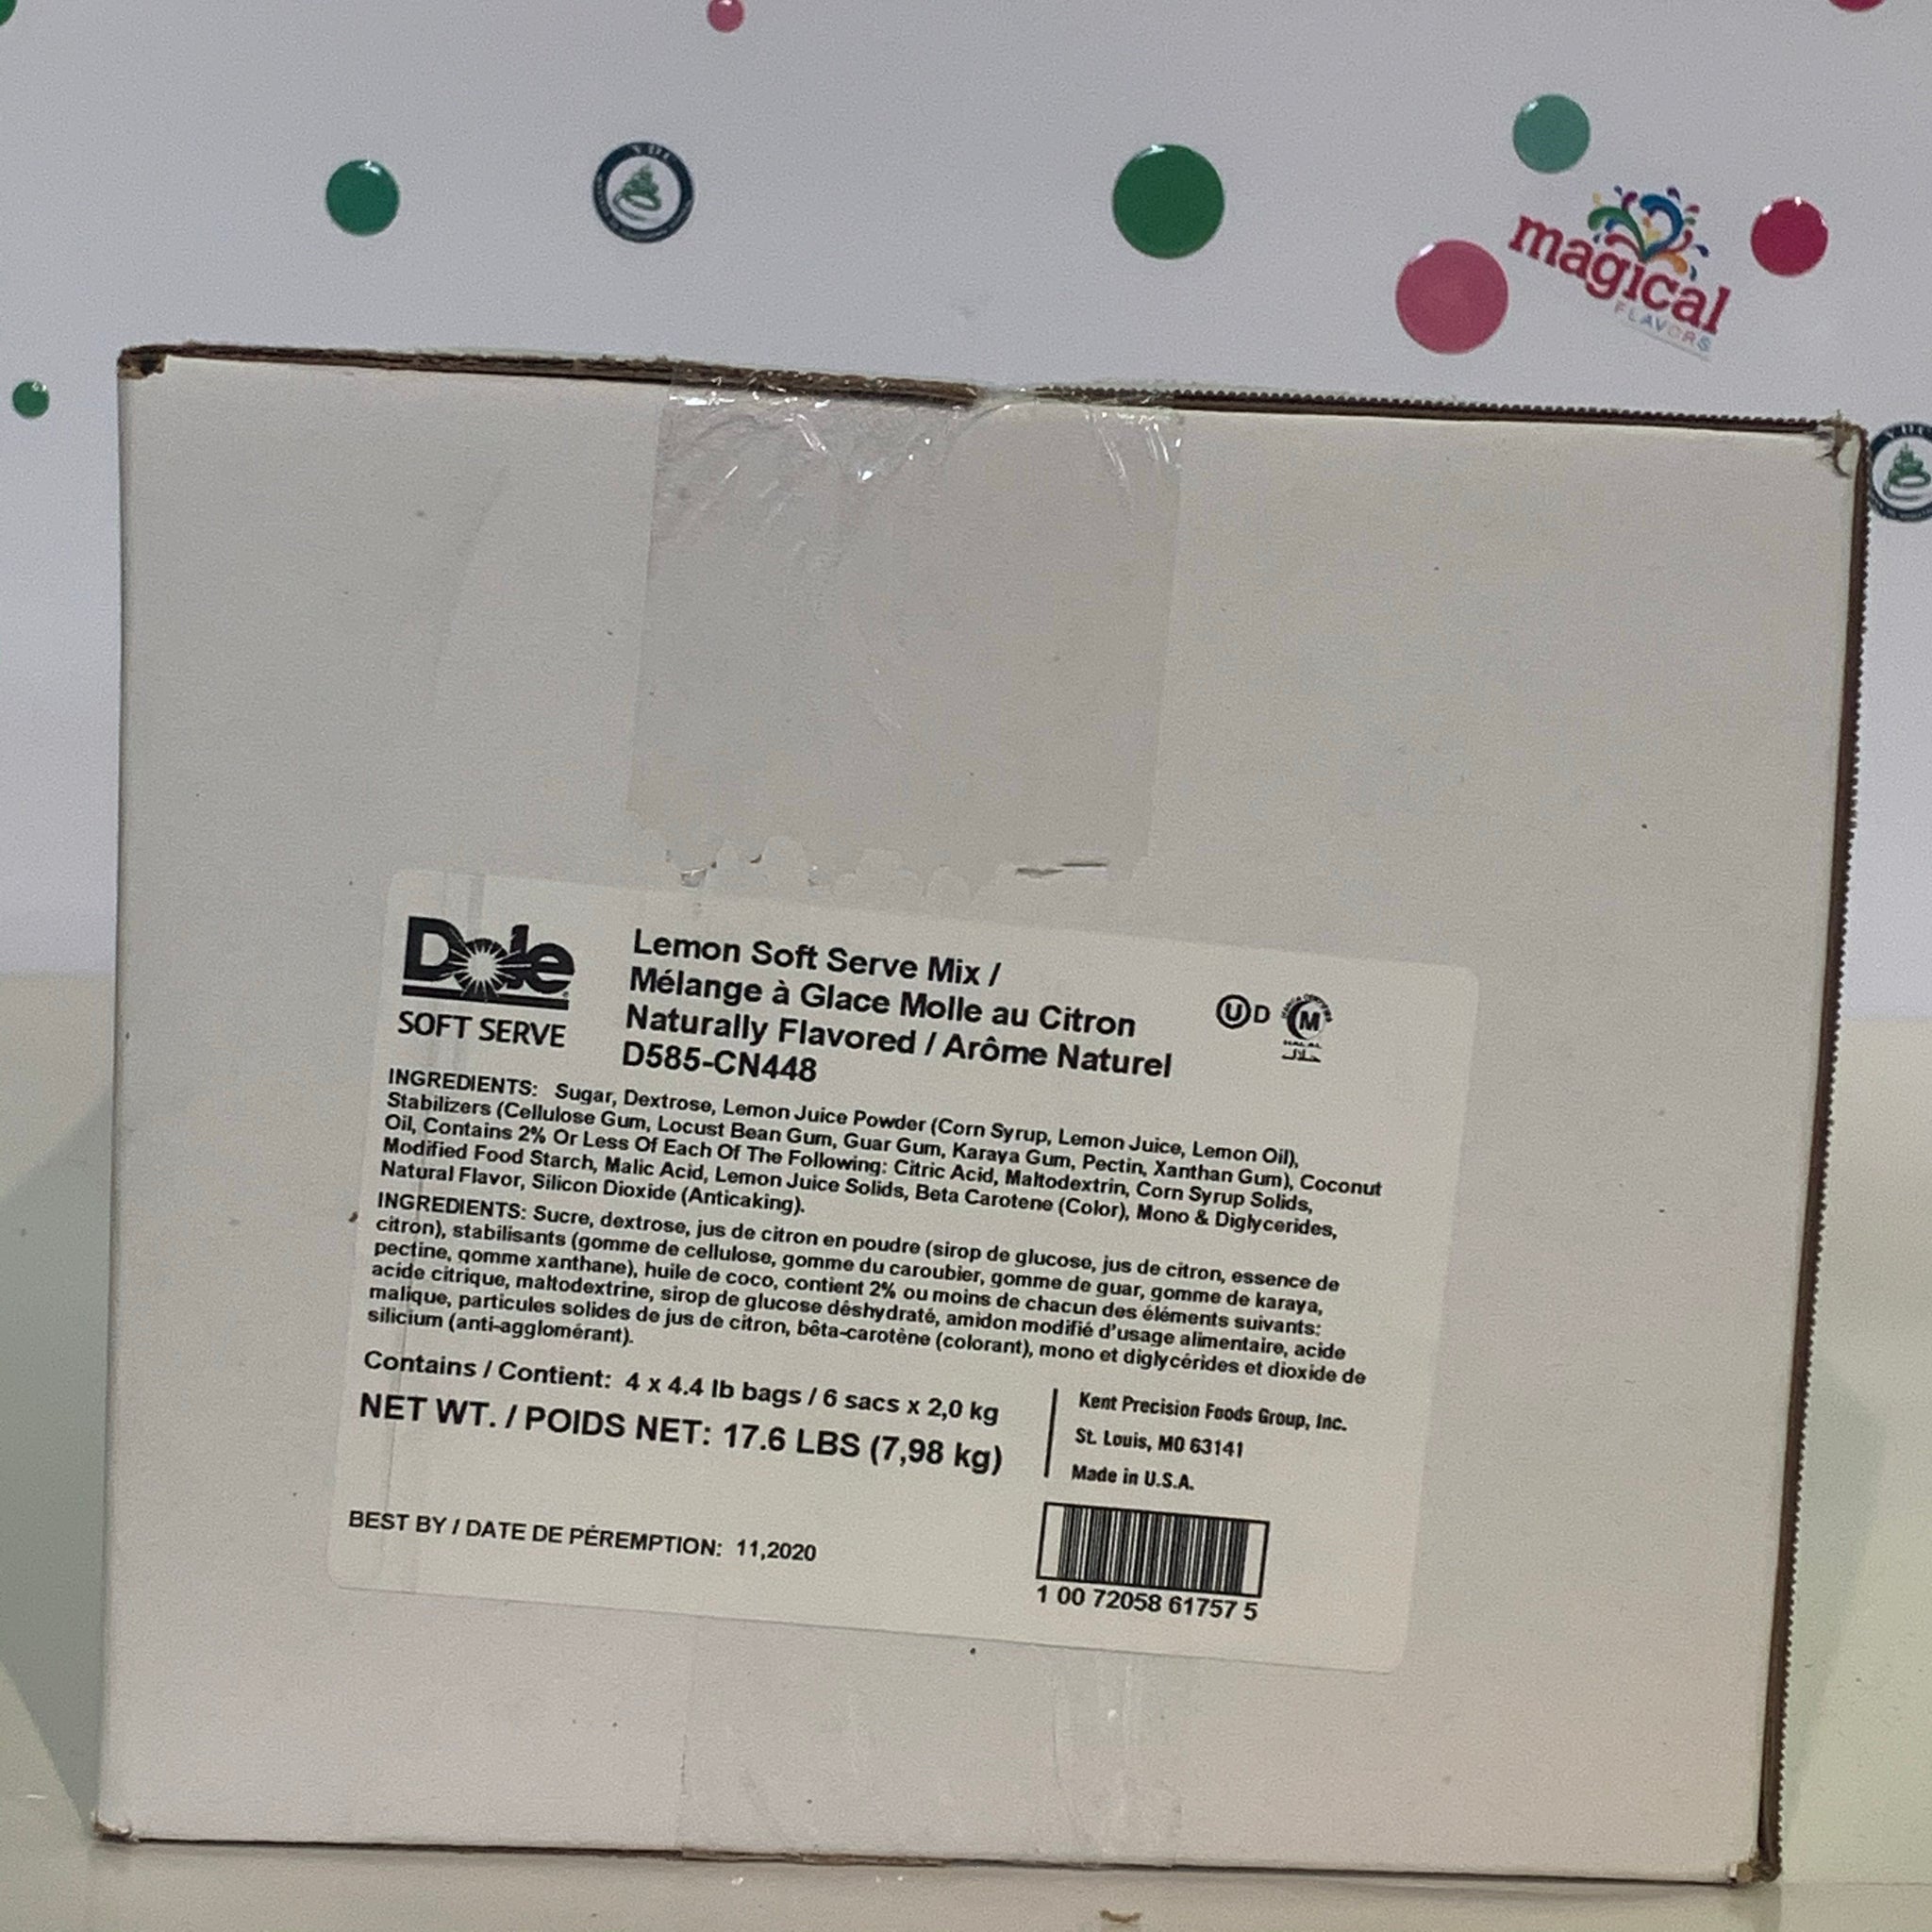 YDC
magical
FLAVORS
YDC
Dole
SOFT SERVE
Lemon Soft Serve Mix /
Mélange à Glace Molle au Citron
Naturally Flavored / Arôme Naturel
D585-CN448
U D
M
HALAL
حلال
INGREDIENTS: Sugar, Dextrose, Lemon Juice Powder (Corn Syrup, Lemon Juice, Lemon Oil),
Stabilizers (Cellulose Gum, Locust Bean Gum, Guar Gum, Karaya Gum, Pectin, Xanthan Gum), Coconut
Oil, Contains 2% Or Less Of Each Of The Following: Citric Acid, Maltodextrin, Corn Syrup Solids,
Modified Food Starch, Malic Acid, Lemon Juice Solids, Beta Carotene (Color), Mono & Diglycerides,
Natural Flavor, Silicon Dioxide (Anticaking).
INGREDIENTS: Sucre, dextrose, jus de citron en poudre (sirop de glucose, jus de citron, essence de
citron), stabilisants (gomme de cellulose, gomme du caroubier, gomme de guar, gomme de karaya,
pectine, gomme xanthane), huile de coco, contient 2% ou moins de chacun des éléments suivants:
acide citrique, maltodextrine, sirop de glucose déshydraté, amidon modifié d'usage alimentaire, acide
malique, particules solides de jus de citron, bêta-carotène (colorant), mono et diglycérides et dioxide de
silicium (anti-agglomérant).
Contains / Contient: 4 x 4.4 lb bags / 6 sacs x 2,0 kg
NET WT. / POIDS NET: 17.6 LBS (7,98 kg)
Kent Precision Foods Group, Inc.
St. Louis, MO 63141
Made in U.S.A.
BEST BY / DATE DE PÉREMPTION: 11,2020
1 00 72058 61757 5